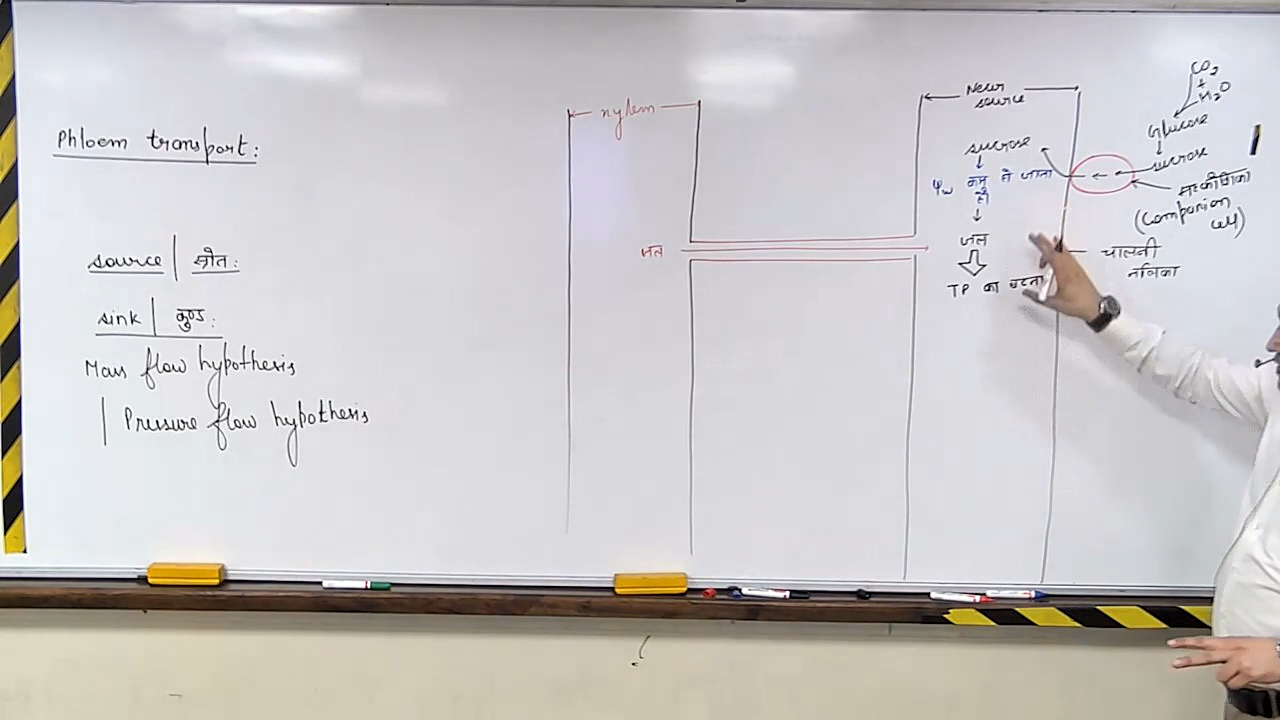 Phloem transport:
source | स्रोत:
sink | कुण्ड:
Mass flow hypothesis
| Pressure flow hypothesis
xylem
जल
Near
source
sucrose
Ψw कम हो जाना
है
जल
TP का बढना
CO2
+
H2O
Glucose
sucrose
सहकोशिका
(Companion
cell)
चालनी
नलिका